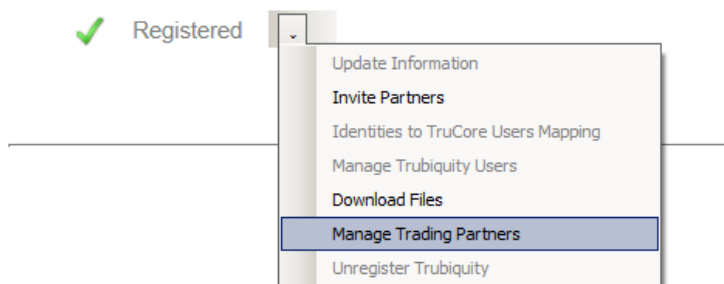 Registered
Update Information
Invite Partners
Identities to TruCore Users Mapping
Manage Trubiquity Users
Download Files
Manage Trading Partners
Unregister Trubiquity